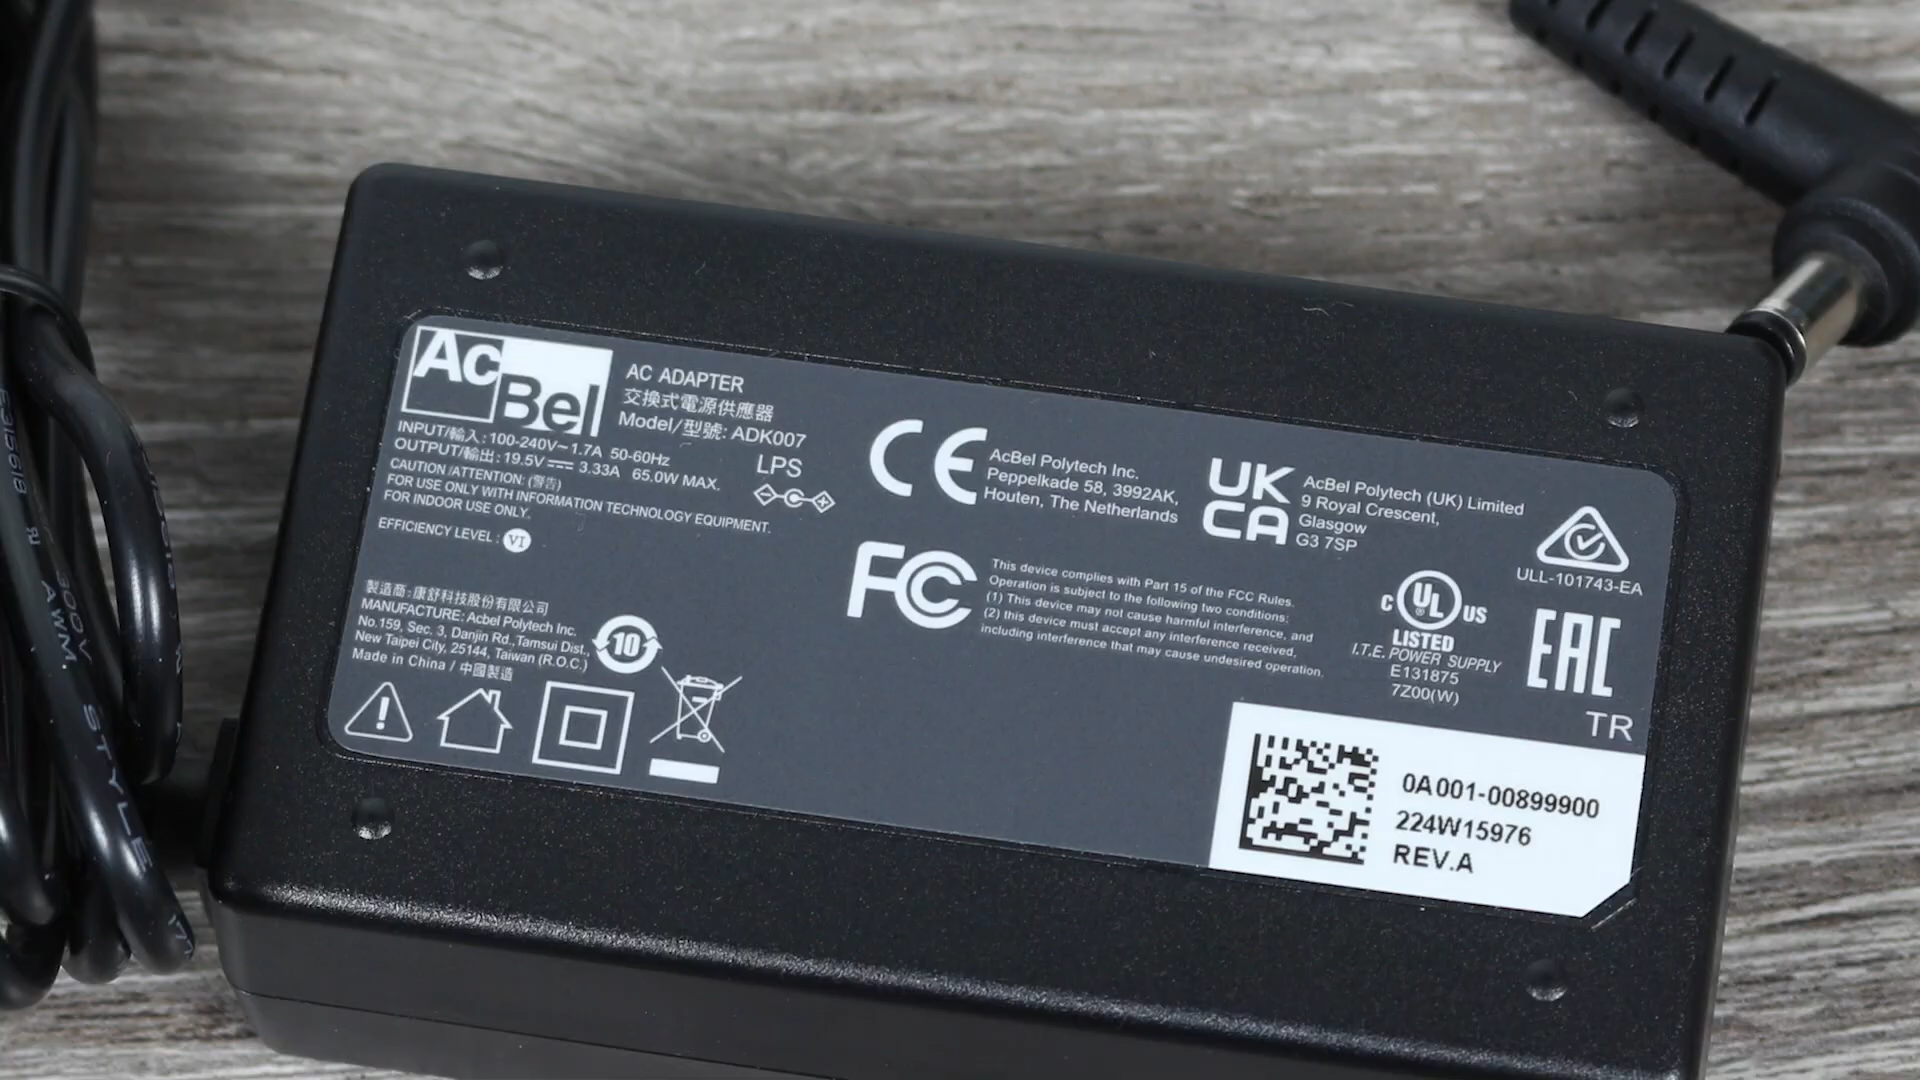 AcBel
AC ADAPTER
交換式電源供應器
Model/型號: ADK007
INPUT/輸入: 100-240V~1.7A 50-60Hz
OUTPUT/輸出: 19.5V 3.33A 65.0W MAX.
LPS
CAUTION/ATTENTION: (警告)
FOR USE ONLY WITH INFORMATION TECHNOLOGY EQUIPMENT.
FOR INDOOR USE ONLY.
EFFICIENCY LEVEL: VI
製造商: 康舒科技股份有限公司
MANUFACTURE: Acbel Polytech Inc.
No.159, Sec. 3, Danjin Rd., Tamsui Dist.,
New Taipei City, 25144, Taiwan (R.O.C.)
Made in China / 中國製造
10
CE
AcBel Polytech Inc.
Peppelkade 58, 3992AK,
Houten, The Netherlands
UK
CA
AcBel Polytech (UK) Limited
9 Royal Crescent,
Glasgow
G3 7SP
FC
This device complies with Part 15 of the FCC Rules.
Operation is subject to the following two conditions:
(1) This device may not cause harmful interference, and
(2) this device must accept any interference received,
including interference that may cause undesired operation.
ULL-101743-EA
C UL US
LISTED
I.T.E. POWER SUPPLY
E131875
7Z00(W)
EAC
TR
0A001-00899900
224W15976
REV.A
300V
AWM
STYLE